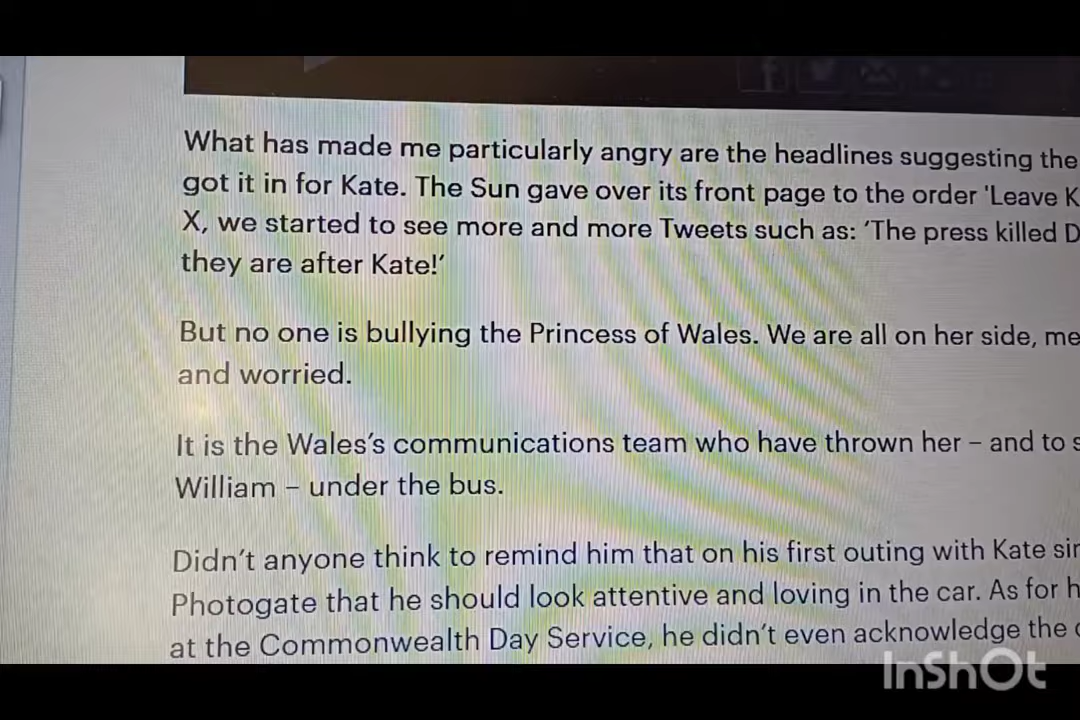 What has made me particularly angry are the headlines suggesting the
got it in for Kate. The Sun gave over its front page to the order 'Leave K
X, we started to see more and more Tweets such as: ‘The press killed D
they are after Kate!’
But no one is bullying the Princess of Wales. We are all on her side, me
and worried.
It is the Wales’s communications team who have thrown her – and to s
William – under the bus.
Didn’t anyone think to remind him that on his first outing with Kate sin
Photogate that he should look attentive and loving in the car. As for h
at the Commonwealth Day Service, he didn’t even acknowledge the c
InShOt